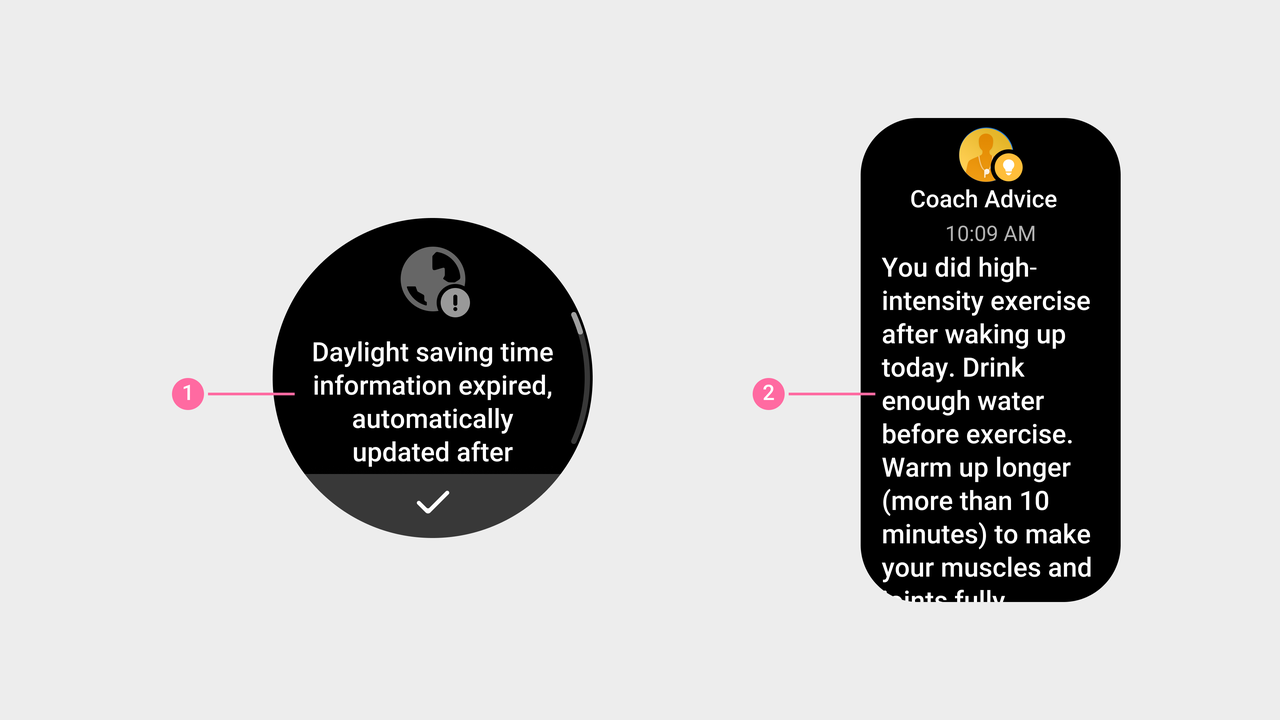 1
Daylight saving time
information expired,
automatically
updated after
2
Coach Advice
10:09 AM
You did high-
intensity exercise
after waking up
today. Drink
enough water
before exercise.
Warm up longer
(more than 10
minutes) to make
your muscles and
joints fully